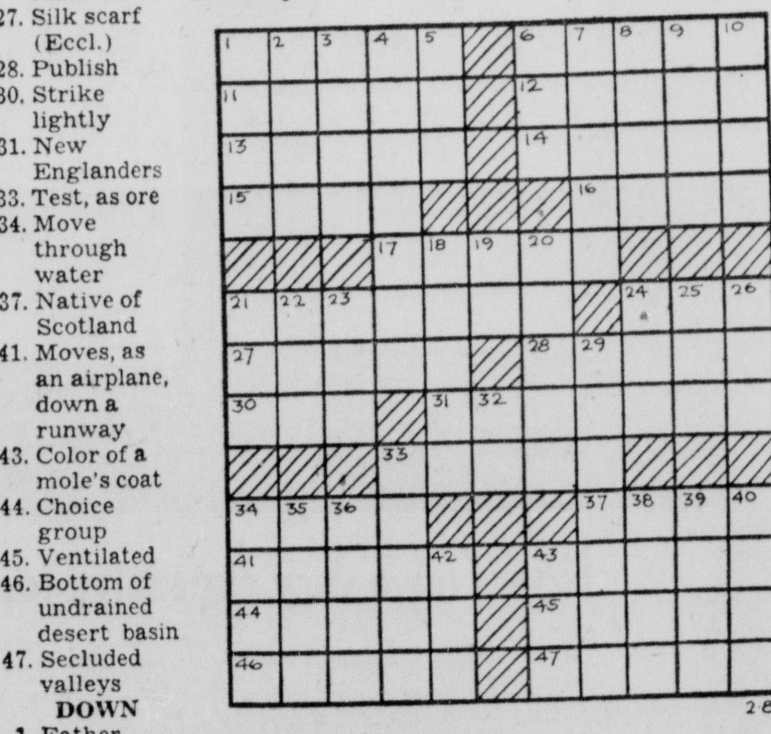 27. Silk scarf
(Eccl.)
28. Publish
30. Strike
lightly
31. New
Englanders
33. Test, as ore
34. Move
through
water
37. Native of
Scotland
41. Moves, as
an airplane,
down a
runway
43. Color of a
mole's coat
44. Choice
group
45. Ventilated
46. Bottom of
undrained
desert basin
47. Secluded
valleys
DOWN
1. Father
1 2 3 4 5 6 7 8 9 10
11 12
13 14
15 16
17 18 19 20
21 22 23 24 25 26
27 28 29
30 31 32
33
34 35 36 37 38 39 40
41 42 43
44 45
46 47
2-8